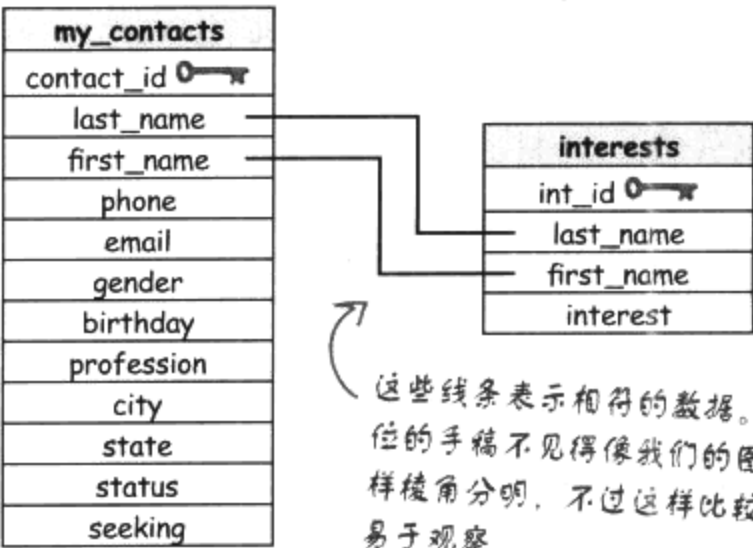 my_contacts
contact_id
last_name
first_name
phone
email
gender
birthday
profession
city
state
status
seeking
interests
int_id
last_name
first_name
interest
这些线条表示相符的数据。
位的手稿不见得像我们的图
样棱角分明，不过这样比较
易于观察